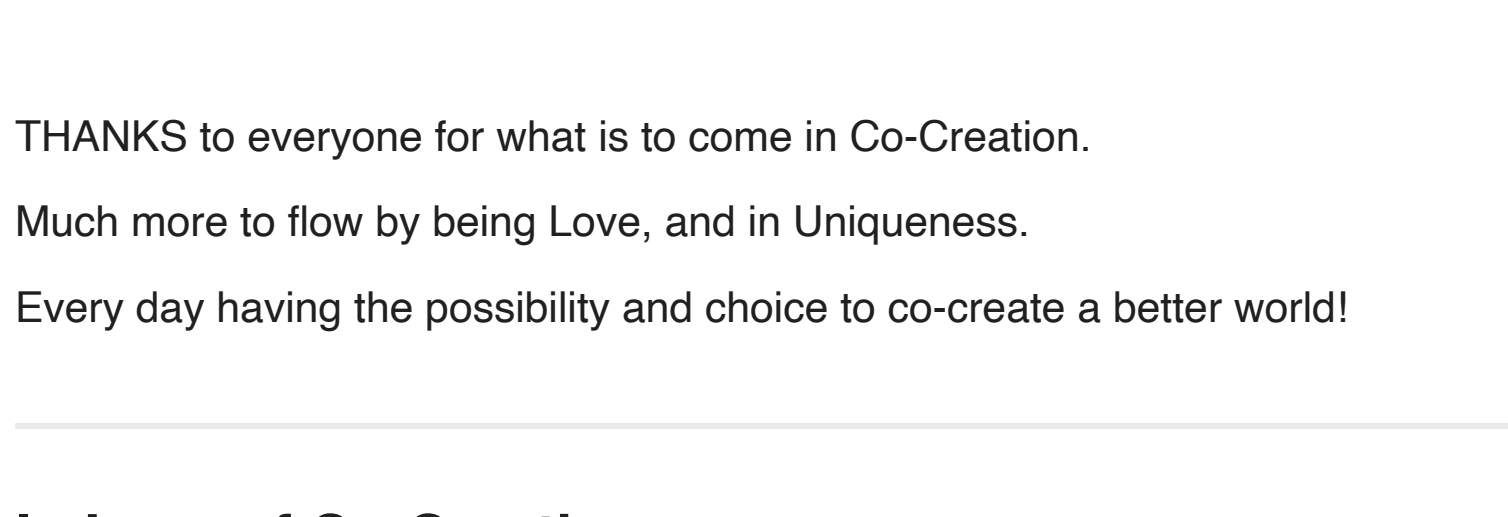 THANKS to everyone for what is to come in Co-Creation.
Much more to flow by being Love, and in Uniqueness.
Every day having the possibility and choice to co-create a better world!